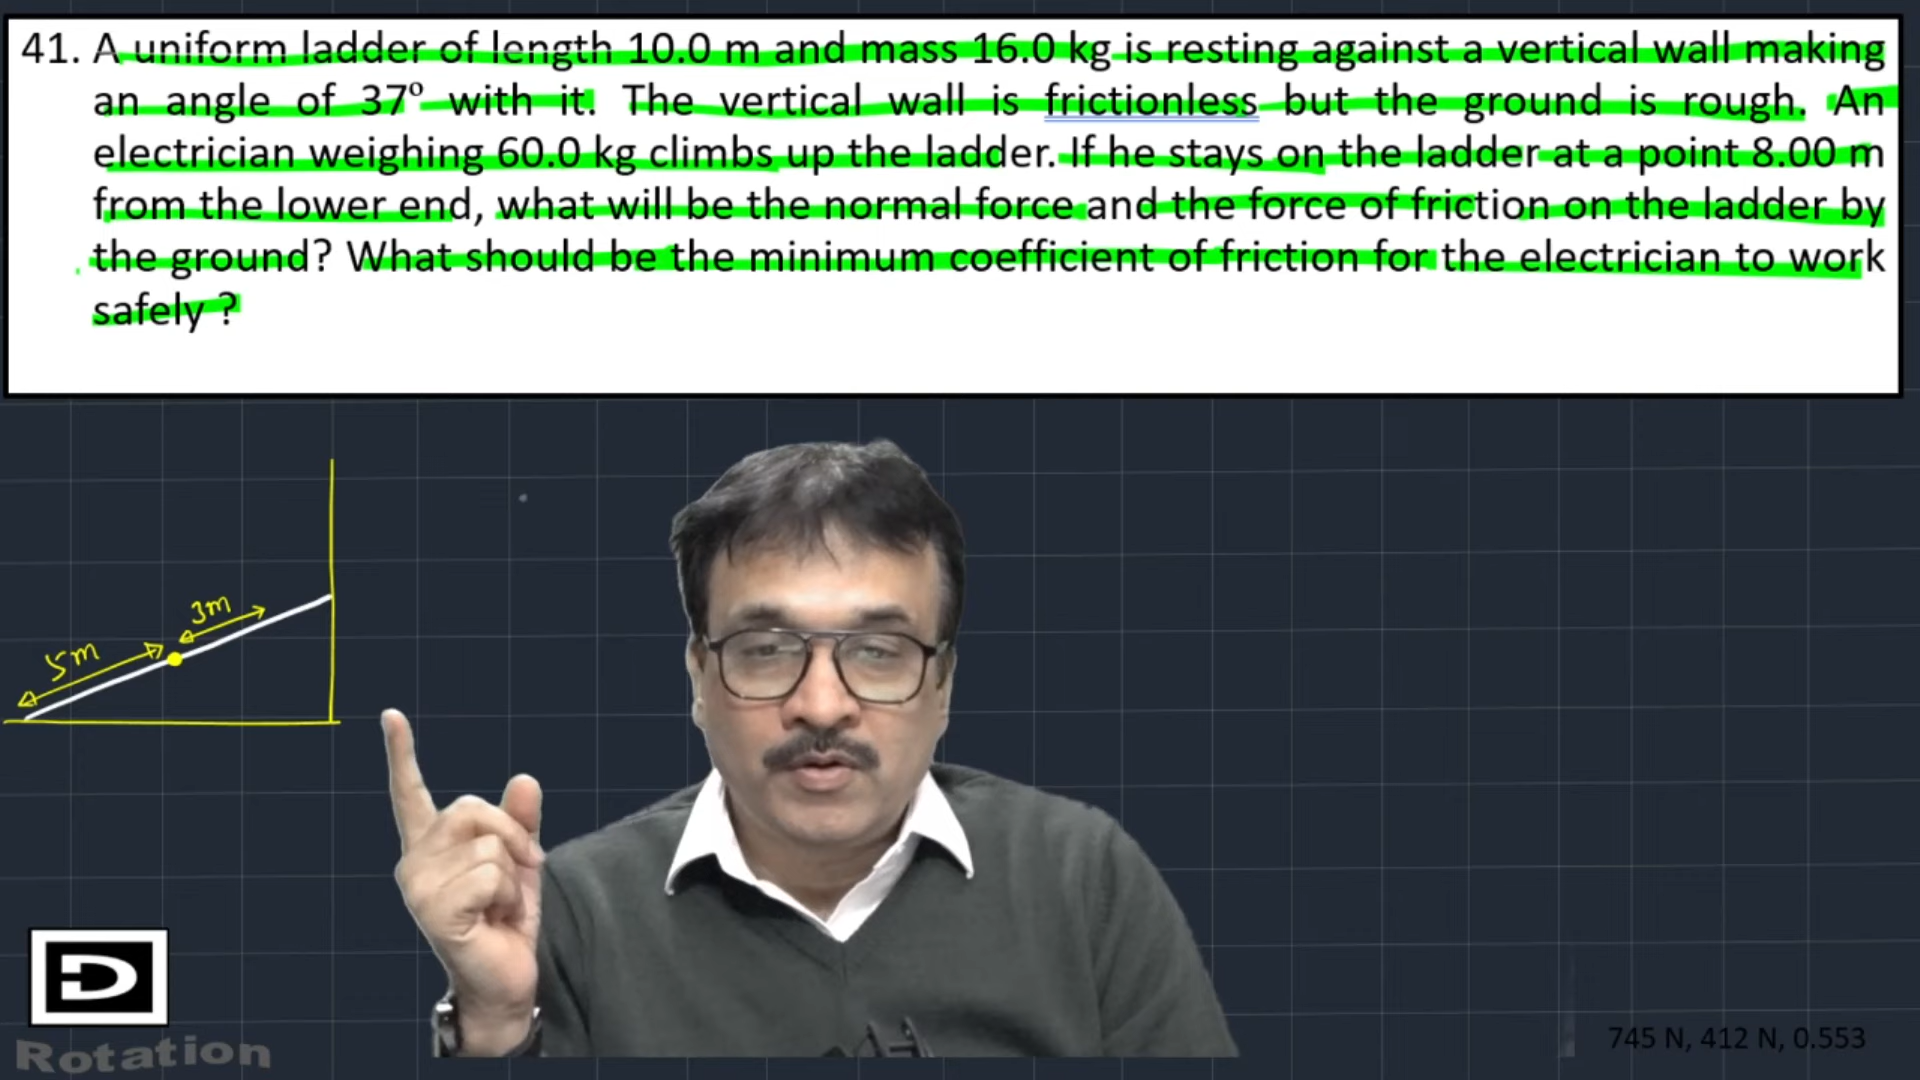 41. A uniform ladder of length 10.0 m and mass 16.0 kg is resting against a vertical wall making
an angle of 37° with it. The vertical wall is frictionless but the ground is rough. An
electrician weighing 60.0 kg climbs up the ladder. If he stays on the ladder at a point 8.00 m
from the lower end, what will be the normal force and the force of friction on the ladder by
the ground? What should be the minimum coefficient of friction for the electrician to work
safely ?
3m
5m
D
Rotation
745 N, 412 N, 0.553